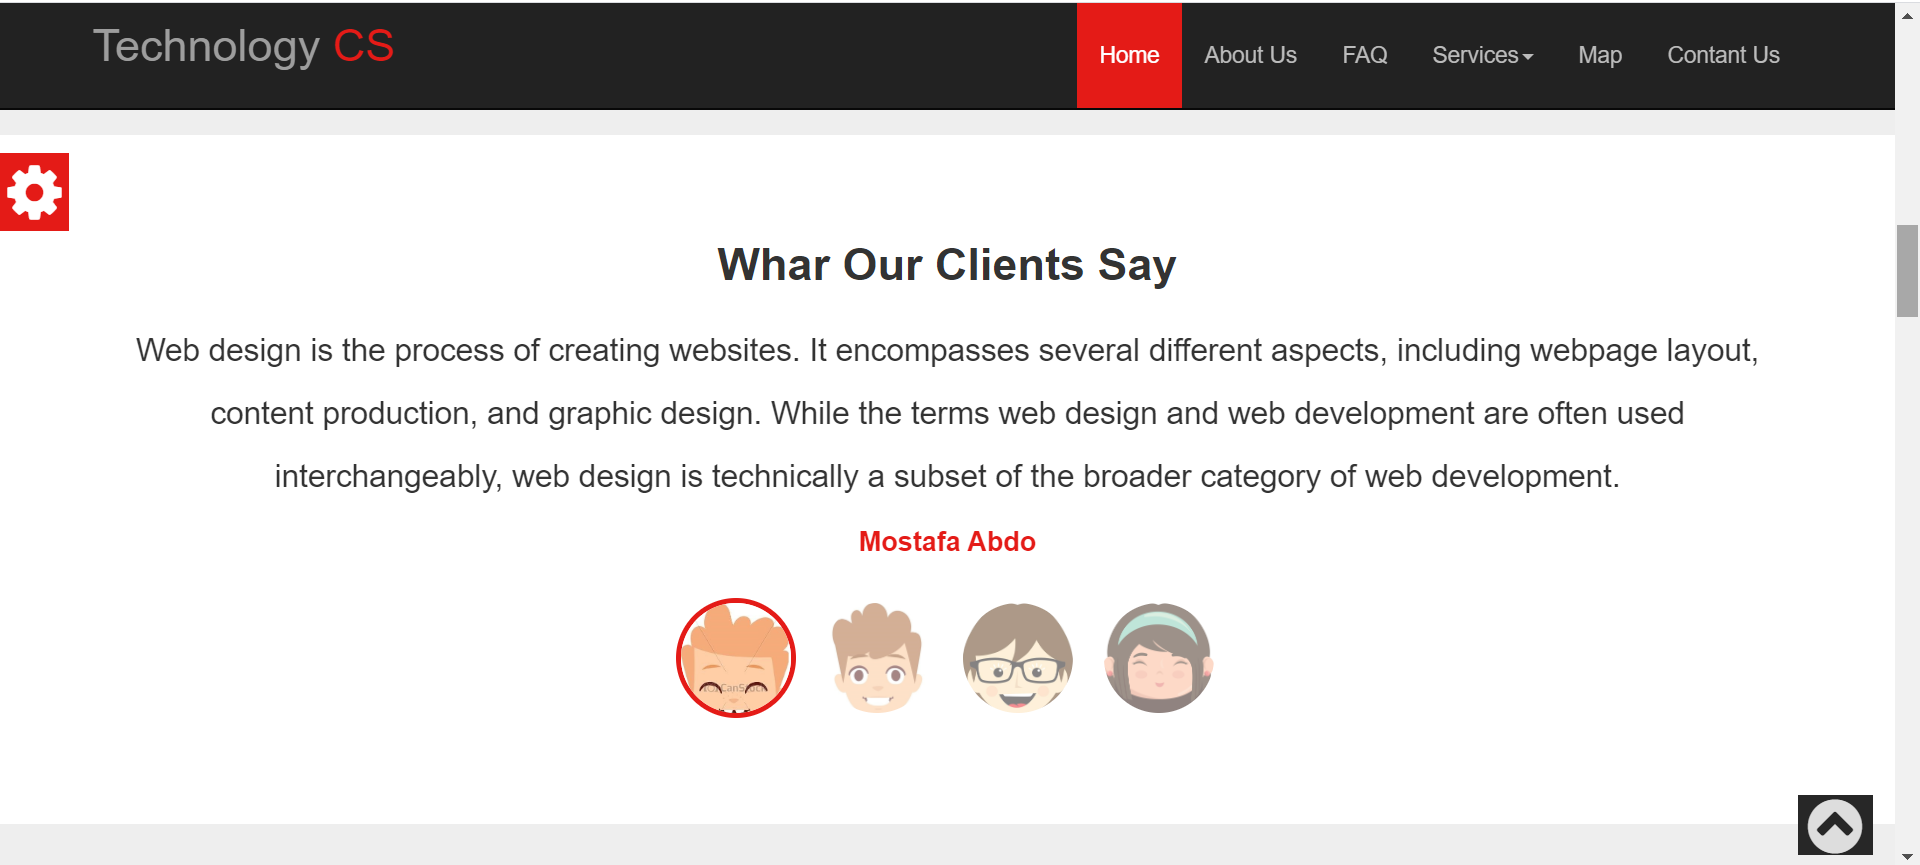 Technology CS
Home About Us FAQ Services Map Contant Us
Whar Our Clients Say
Web design is the process of creating websites. It encompasses several different aspects, including webpage layout,
content production, and graphic design. While the terms web design and web development are often used
interchangeably, web design is technically a subset of the broader category of web development.
Mostafa Abdo
CanStock